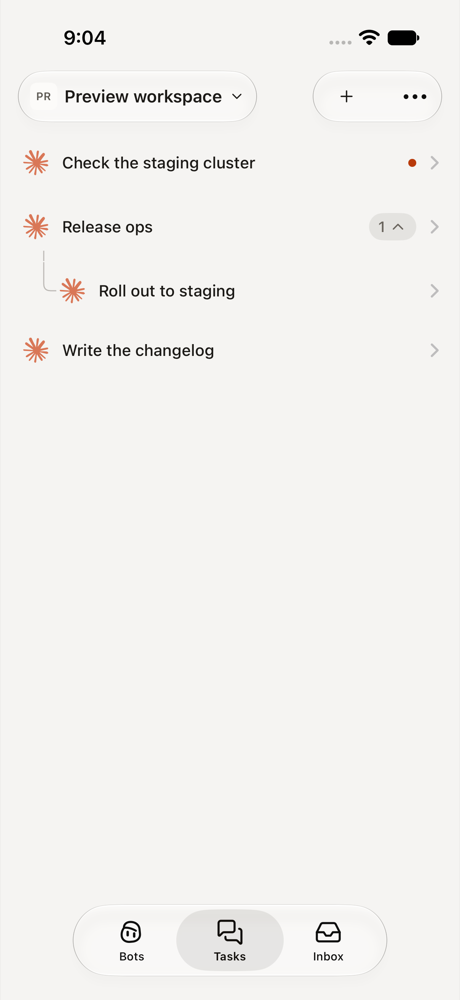 9:04
PR Preview workspace
Check the staging cluster
Release ops 1
Roll out to staging
Write the changelog
Bots Tasks Inbox